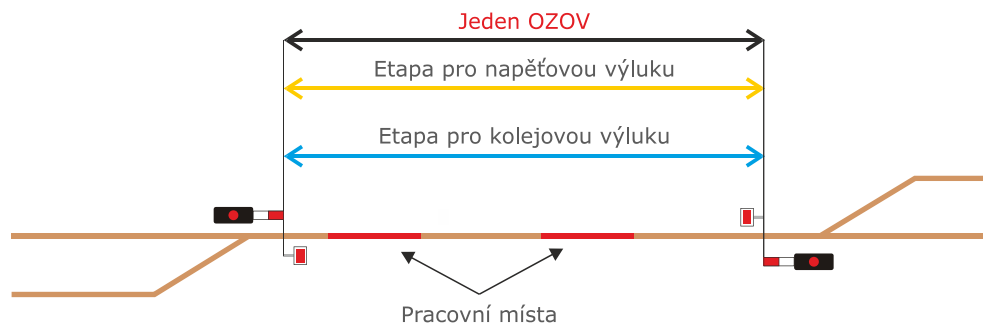 Jeden OZOV
Etapa pro napěťovou výluku
Etapa pro kolejovou výluku
Pracovní místa